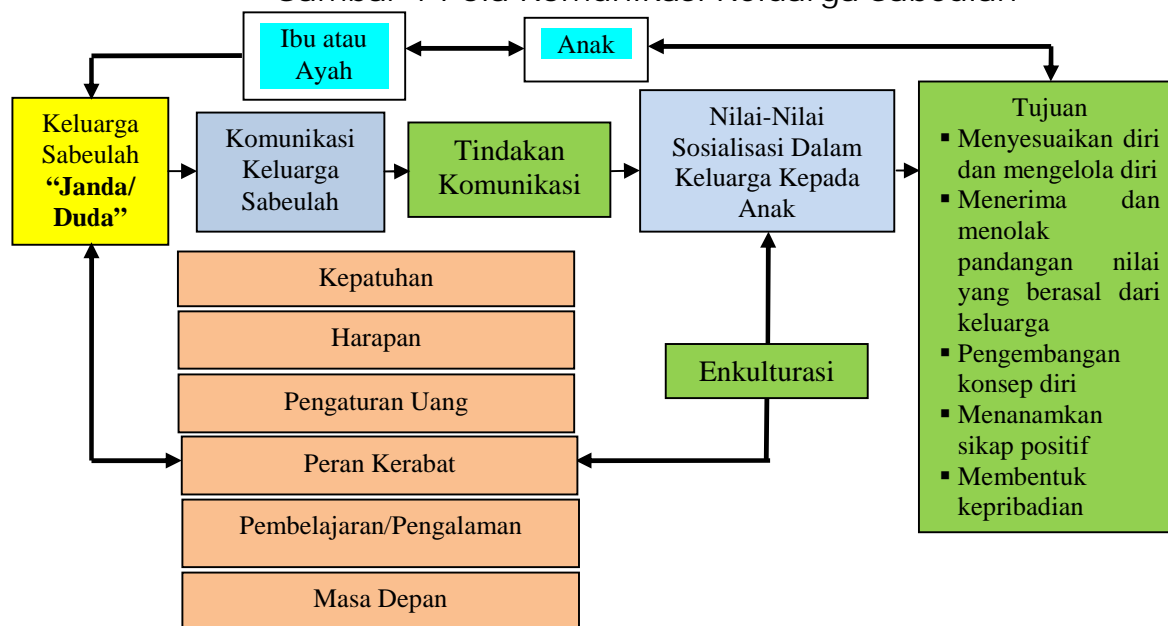 Ibu atau
Ayah
Anak
Keluarga
Sabeulah
“Janda/
Duda”
Komunikasi
Keluarga
Sabeulah
Tindakan
Komunikasi
Nilai-Nilai
Sosialisasi Dalam
Keluarga Kepada
Anak
Tujuan
▪ Menyesuaikan diri
dan mengelola diri
▪ Menerima dan
menolak
pandangan nilai
yang berasal dari
keluarga
▪ Pengembangan
konsep diri
▪ Menanamkan
sikap positif
▪ Membentuk
kepribadian
Kepatuhan
Harapan
Pengaturan Uang
Peran Kerabat
Pembelajaran/Pengalaman
Masa Depan
Enkulturasi